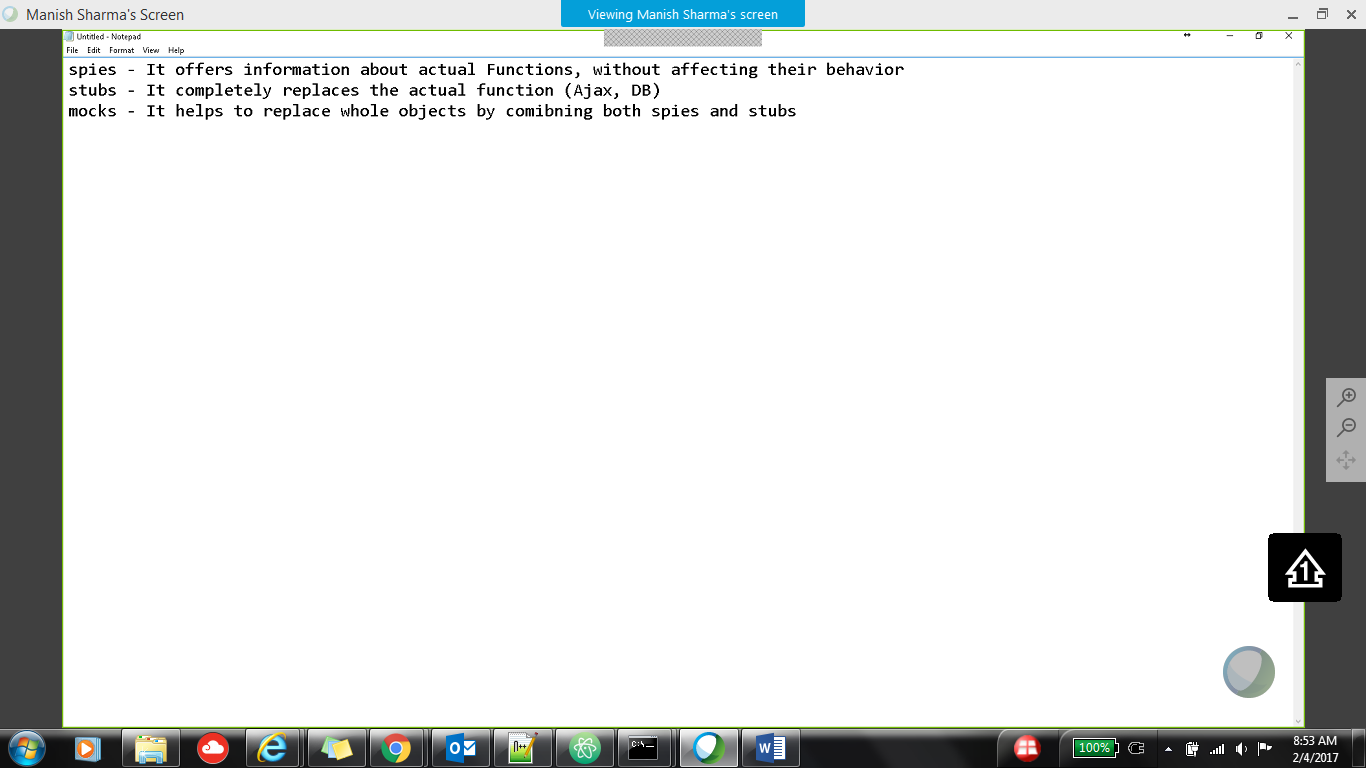 Manish Sharma's Screen
Viewing Manish Sharma's screen
Untitled - Notepad
File Edit Format View Help
spies - It offers information about actual Functions, without affecting their behavior
stubs - It completely replaces the actual function (Ajax, DB)
mocks - It helps to replace whole objects by comibning both spies and stubs
1
N++
C:\_
100%
8:53 AM
2/4/2017